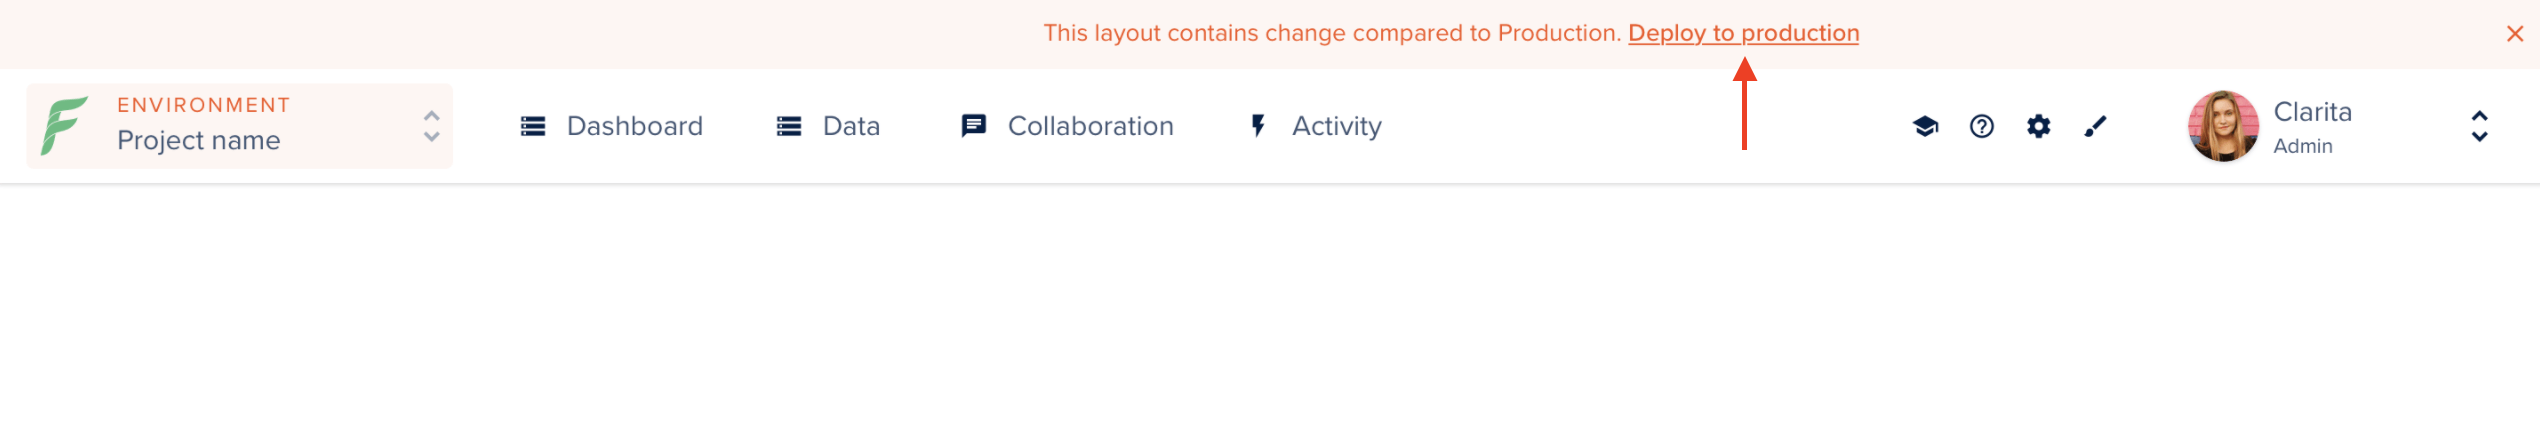 This layout contains change compared to Production. Deploy to production
ENVIRONMENT
Project name
Dashboard
Data
Collaboration
Activity
Clarita
Admin